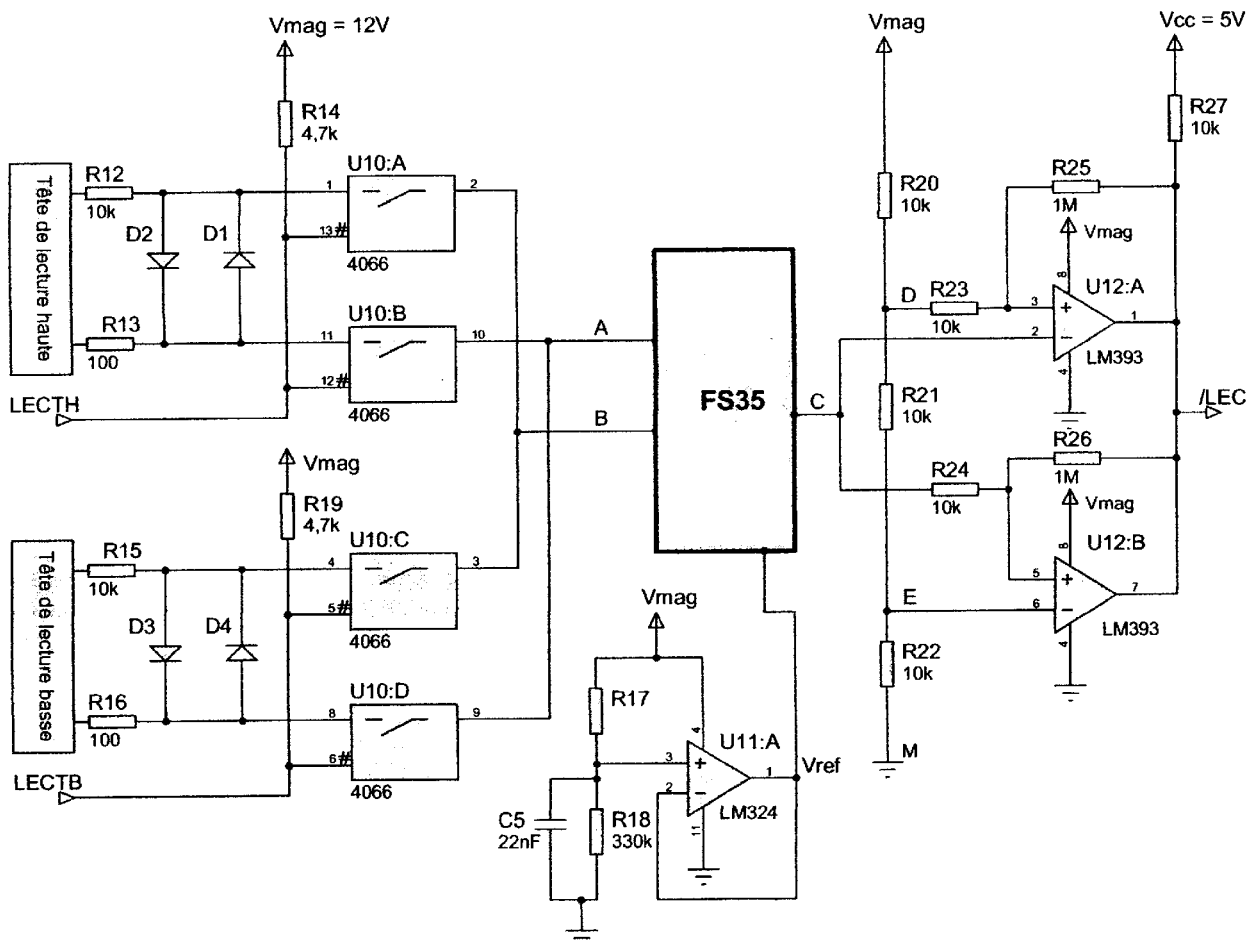 Vmag = 12V
R14
4,7k
Tête de lecture haute
R12
10k
D2
D1
R13
100
LECTH
U10:A
1
2
13
#
4066
U10:B
11
10
12
#
4066
Vmag
R19
4,7k
Tête de lecture basse
R15
10k
D3
D4
R16
100
LECTB
U10:C
4
3
5
#
4066
U10:D
8
9
6
#
4066
A
B
FS35
C
Vmag
R17
C5
22nF
R18
330k
U11:A
3
2
4
11
1
LM324
Vref
Vmag
R20
10k
D
R21
10k
E
R22
10k
M
Vcc = 5V
R27
10k
R25
1M
Vmag
R23
10k
8
U12:A
3
2
1
4
LM393
/LEC
R24
10k
R26
1M
Vmag
8
U12:B
5
6
7
4
LM393